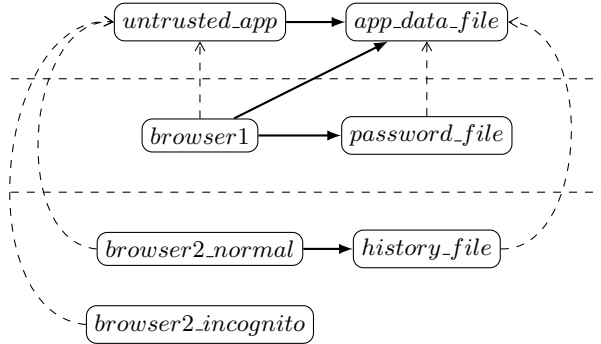 untrusted_app app_data_file
browser1 password_file
browser2_normal history_file
browser2_incognito